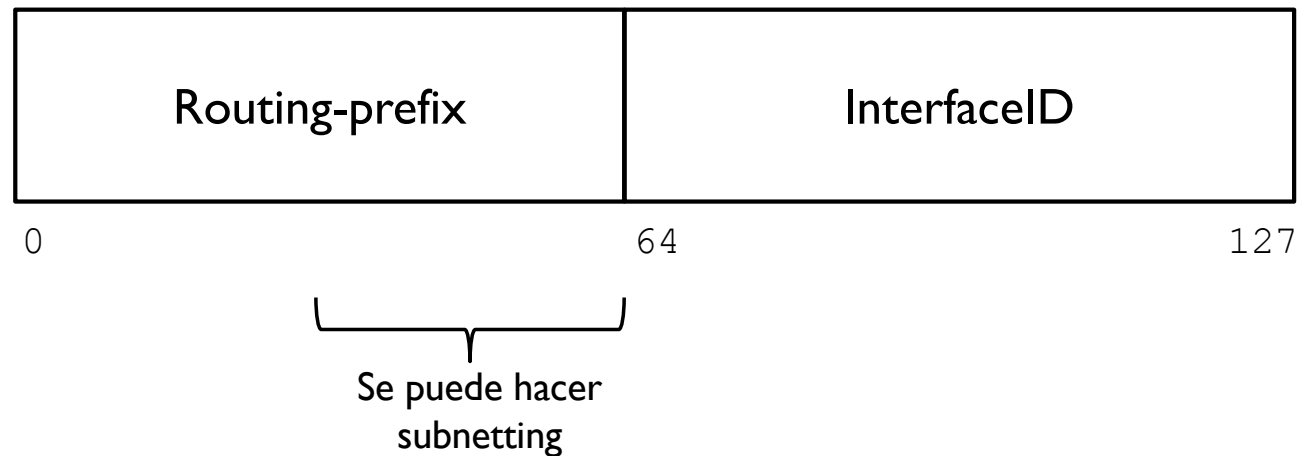 Routing-prefix InterfaceID
0 64 127
Se puede hacer
subnetting